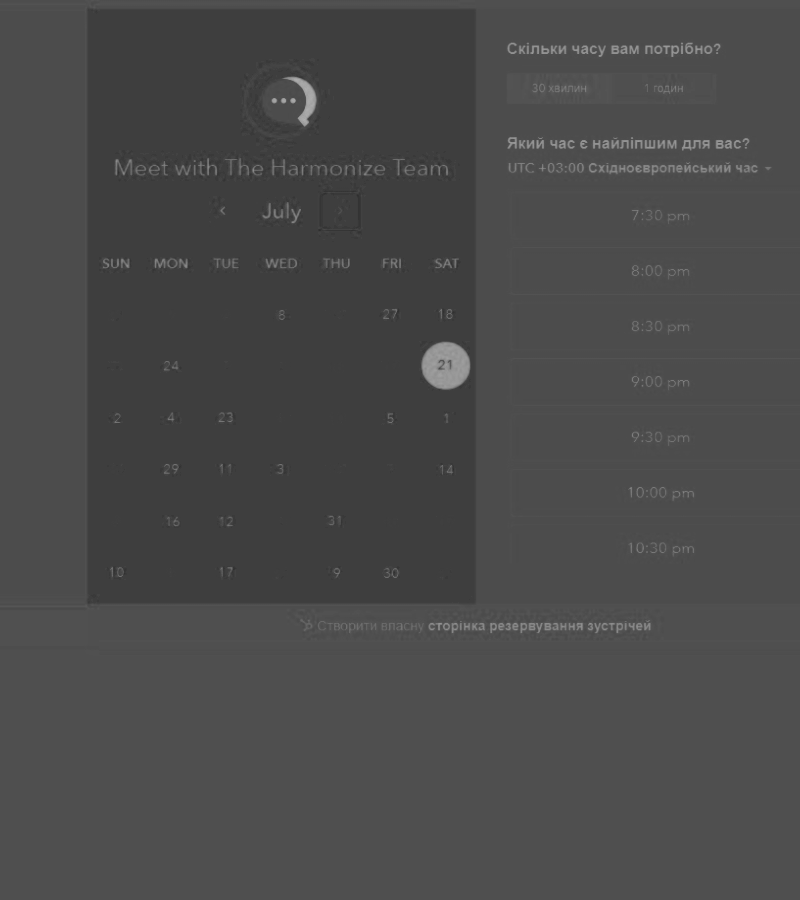 Meet with The Harmonize Team
July
SUN MON TUE WED THU FRI SAT
8 27 18
24 21
2 4 23 5 1
29 11 3 14
16 12 31
10 17 9 30
Скільки часу вам потрібно?
30 хвилин 1 годин
Який час є найліпшим для вас?
UTC +03:00 Східноєвропейський час
7:30 pm
8:00 pm
8:30 pm
9:00 pm
9:30 pm
10:00 pm
10:30 pm
Створити власну сторінка резервування зустрічей